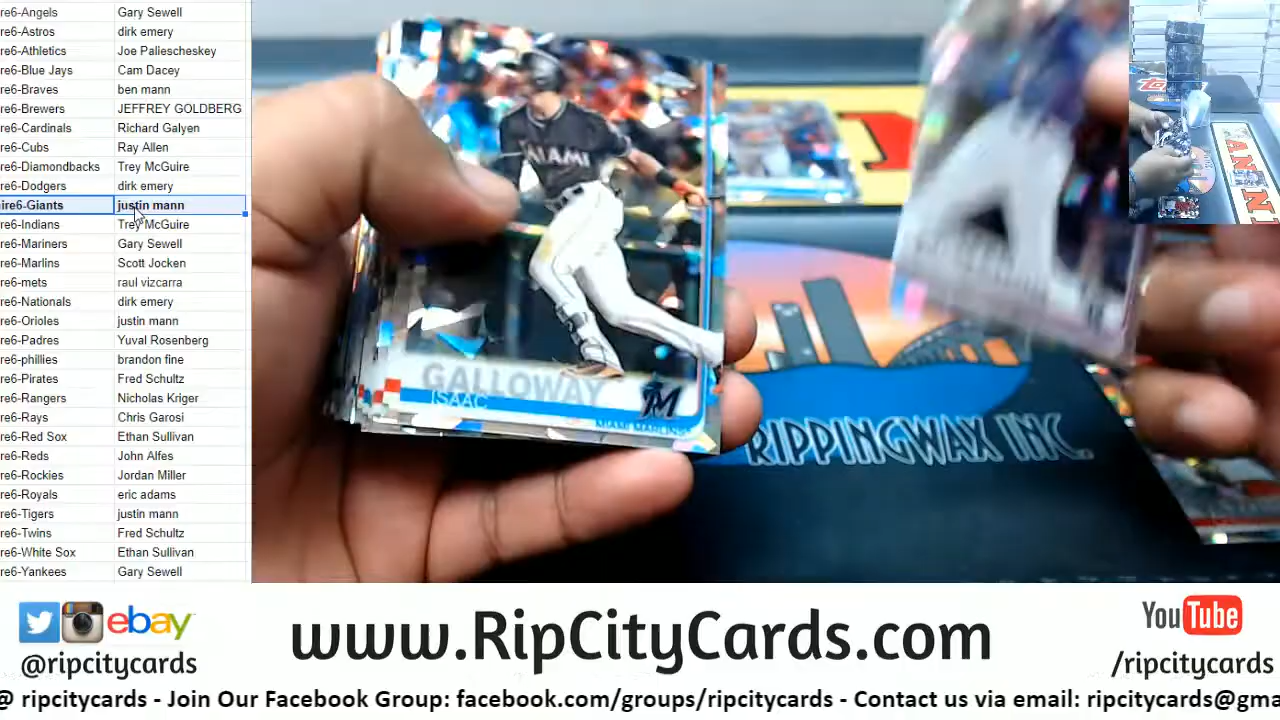 re6-Angels Gary Sewell
re6-Astros dirk emery
re6-Athletics Joe Paliescheskey
re6-Blue Jays Cam Dacey
re6-Braves ben mann
re6-Brewers JEFFREY GOLDBERG
re6-Cardinals Richard Galyen
re6-Cubs Ray Allen
re6-Diamondbacks Trey McGuire
re6-Dodgers dirk emery
ire6-Giants justin mann
re6-Indians Trey McGuire
re6-Mariners Gary Sewell
re6-Marlins Scott Jocken
re6-mets raul vizcarra
re6-Nationals dirk emery
re6-Orioles justin mann
re6-Padres Yuval Rosenberg
re6-phillies brandon fine
re6-Pirates Fred Schultz
re6-Rangers Nicholas Kriger
re6-Rays Chris Garosi
re6-Red Sox Ethan Sullivan
re6-Reds John Alfes
re6-Rockies Jordan Miller
re6-Royals eric adams
re6-Tigers justin mann
re6-Twins Fred Schultz
re6-White Sox Ethan Sullivan
re6-Yankees Gary Sewell
MIAMI
GALLOWAY
ISAAC
MIAMI MARLINS
RIPPINGWAX INC.
ebay
@ripcitycards
www.RipCityCards.com
YouTube
/ripcitycards
@ ripcitycards - Join Our Facebook Group: facebook.com/groups/ripcitycards - Contact us via email: ripcitycards@gma